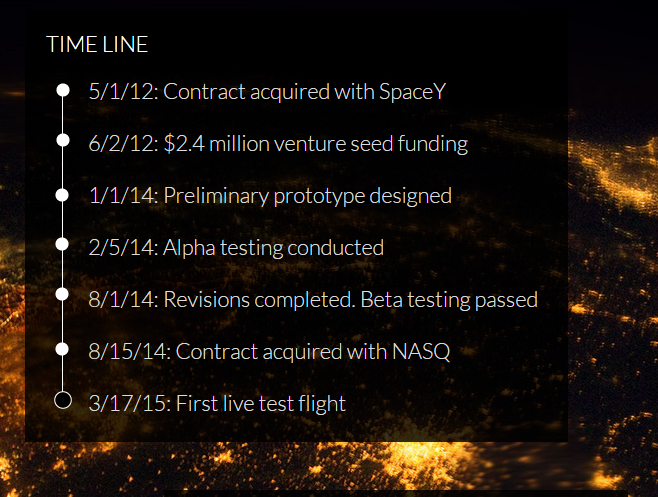 TIME LINE
5/1/12: Contract acquired with SpaceY
6/2/12: $2.4 million venture seed funding
1/1/14: Preliminary prototype designed
2/5/14: Alpha testing conducted
8/1/14: Revisions completed. Beta testing passed
8/15/14: Contract acquired with NASQ
3/17/15: First live test flight